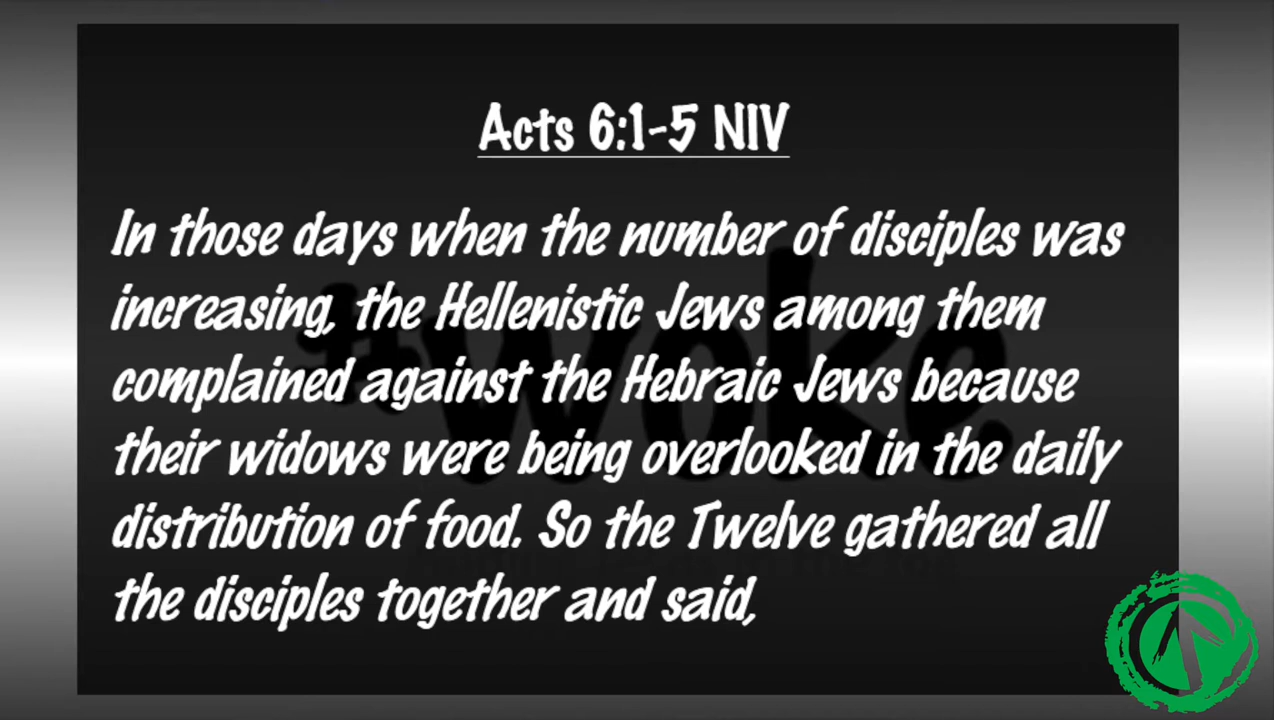 Acts 6:1-5 NIV
In those days when the number of disciples was
increasing, the Hellenistic Jews among them
complained against the Hebraic Jews because
their widows were being overlooked in the daily
distribution of food. So the Twelve gathered all
the disciples together and said,
#woke